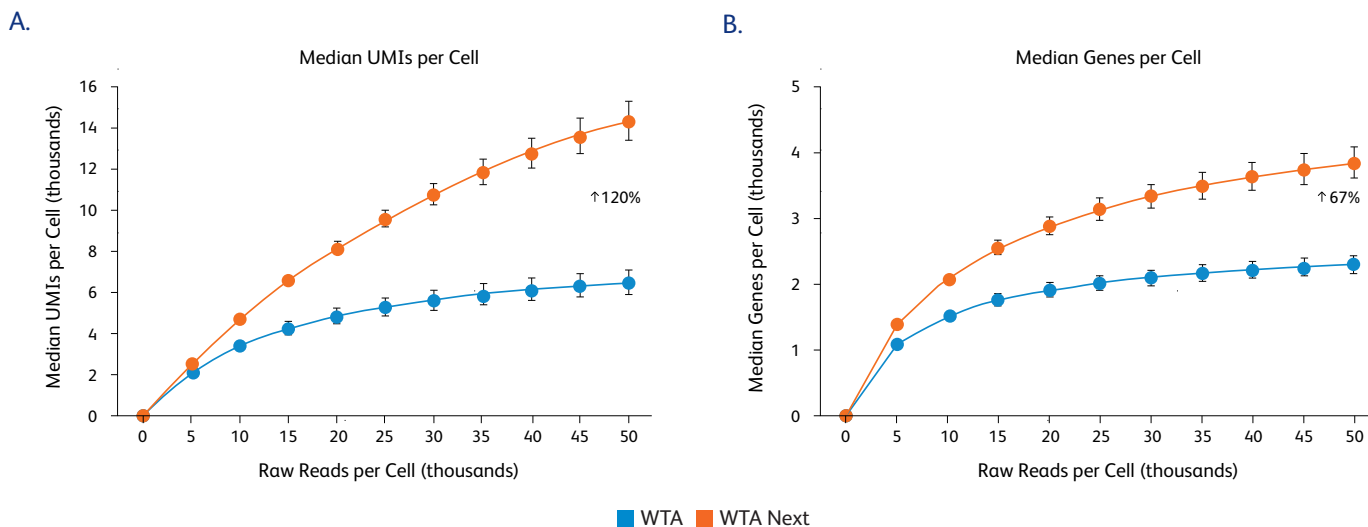 A.
Median UMIs per Cell
Median UMIs per Cell (thousands)
16
14
12
10
8
6
4
2
0
↑120%
0 5 10 15 20 25 30 35 40 45 50
Raw Reads per Cell (thousands)
B.
Median Genes per Cell
Median Genes per Cell (thousands)
5
4
3
2
1
0
↑67%
0 5 10 15 20 25 30 35 40 45 50
Raw Reads per Cell (thousands)
WTA WTA Next